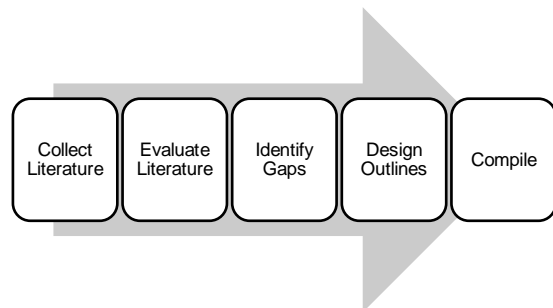 Collect
Literature
Evaluate
Literature
Identify
Gaps
Design
Outlines
Compile